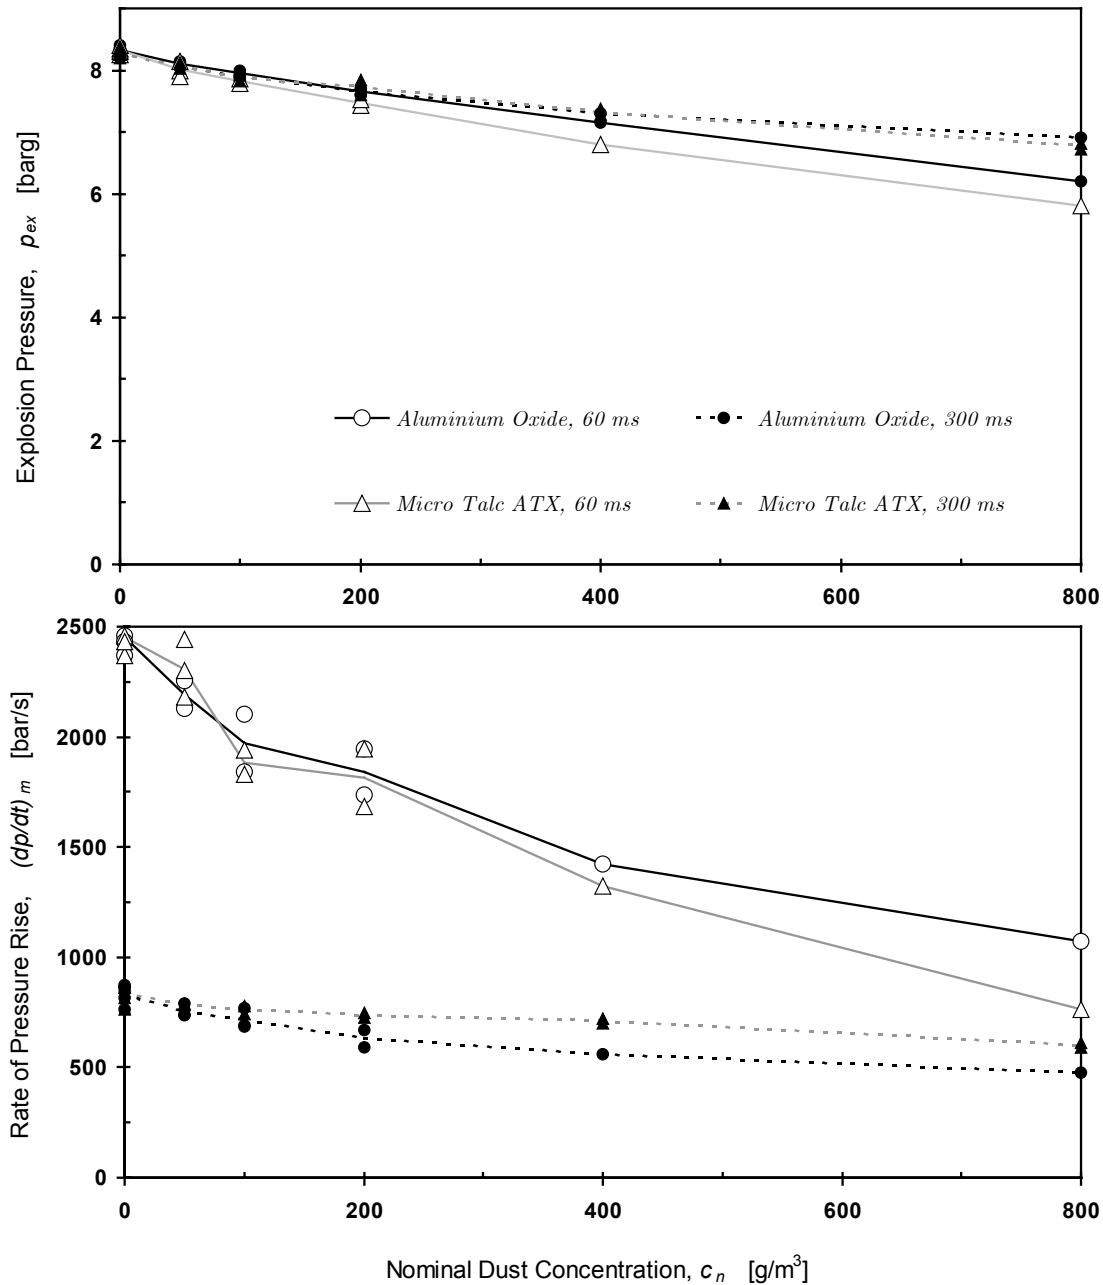 Explosion Pressure, p ex [barg]
8
6
4
2
0
Aluminium Oxide, 60 ms
Aluminium Oxide, 300 ms
Micro Talc ATX, 60 ms
Micro Talc ATX, 300 ms
0 200 400 600 800
Rate of Pressure Rise, (dp/dt) m [bar/s]
2500
2000
1500
1000
500
0
0 200 400 600 800
Nominal Dust Concentration, c n [g/m³]